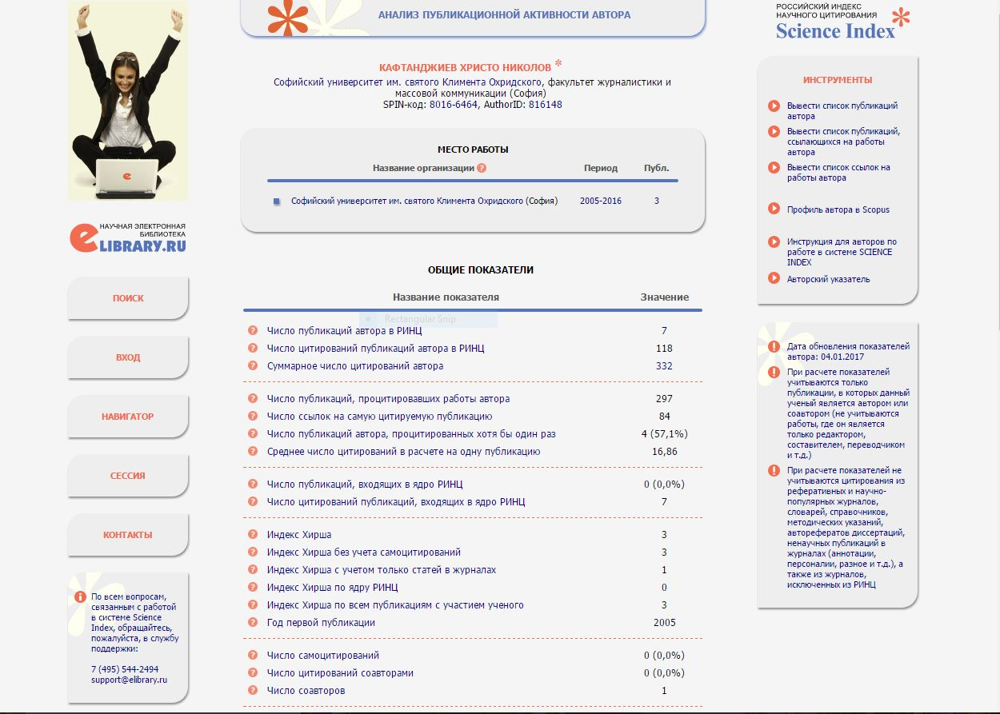 АНАЛИЗ ПУБЛИКАЦИОННОЙ АКТИВНОСТИ АВТОРА
КАФТАНДЖИЕВ ХРИСТО НИКОЛОВ *
Софийский университет им. святого Климента Охридского, факультет журналистики и
массовой коммуникации (София)
SPIN-код: 8016-6464, AuthorID: 816148
МЕСТО РАБОТЫ
Название организации ? Период Публ.
Софийский университет им. святого Климента Охридского (София) 2005-2016 3
ОБЩИЕ ПОКАЗАТЕЛИ
Название показателя Значение
Rectangular Snip
? Число публикаций автора в РИНЦ 7
? Число цитирований публикаций автора в РИНЦ 118
? Суммарное число цитирований автора 332
? Число публикаций, процитировавших работы автора 297
? Число ссылок на самую цитируемую публикацию 84
? Число публикаций автора, процитированных хотя бы один раз 4 (57,1%)
? Среднее число цитирований в расчете на одну публикацию 16,86
? Число публикаций, входящих в ядро РИНЦ 0 (0,0%)
? Число цитирований публикаций, входящих в ядро РИНЦ 7
? Индекс Хирша 3
? Индекс Хирша без учета самоцитирований 3
? Индекс Хирша с учетом только статей в журналах 1
? Индекс Хирша по ядру РИНЦ 0
? Индекс Хирша по всем публикациям с участием ученого 3
? Год первой публикации 2005
? Число самоцитирований 0 (0,0%)
? Число цитирований соавторами 0 (0,0%)
? Число соавторов 1
e
НАУЧНАЯ ЭЛЕКТРОННАЯ
БИБЛИОТЕКА
eLIBRARY.RU
ПОИСК
ВХОД
НАВИГАТОР
СЕССИЯ
КОНТАКТЫ
i По всем вопросам,
связанным с работой
в системе Science
Index, обращайтесь,
пожалуйста, в службу
поддержки:
7 (495) 544-2494
support@elibrary.ru
РОССИЙСКИЙ ИНДЕКС
НАУЧНОГО ЦИТИРОВАНИЯ
Science Index *
ИНСТРУМЕНТЫ
Вывести список публикаций
автора
Вывести список публикаций,
ссылающихся на работы
автора
Вывести список ссылок на
работы автора
Профиль автора в Scopus
Инструкция для авторов по
работе в системе SCIENCE
INDEX
Авторский указатель
! Дата обновления показателей
автора: 04.01.2017
! При расчете показателей
учитываются только
публикации, в которых данный
ученый является автором или
соавтором (не учитываются
работы, где он является
только редактором,
составителем, переводчиком
и т.д.)
! При расчете показателей не
учитываются цитирования из
реферативных и научно-
популярных журналов,
словарей, справочников,
методических указаний,
авторефератов диссертаций,
ненаучных публикаций в
журналах (аннотации,
персоналии, разное и т.д.), а
также из журналов,
исключенных из РИНЦ